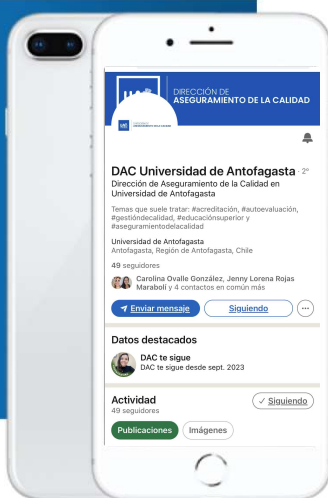 DIRECCIÓN DE
ASEGURAMIENTO DE LA CALIDAD
DAC Universidad de Antofagasta · 2º
Dirección de Aseguramiento de la Calidad en
Universidad de Antofagasta
Temas que suele tratar: #acreditación, #autoevaluación,
#gestióndecalidad, #educaciónsuperior y
#aseguramientodelacalidad
Universidad de Antofagasta
Antofagasta, Región de Antofagasta, Chile
49 seguidores
Carolina Ovalle González, Jenny Lorena Rojas
Maraboli y 4 contactos en común más
Enviar mensaje
Siguiendo
Datos destacados
DAC te sigue
DAC te sigue desde sept. 2023
Actividad
49 seguidores
Siguiendo
Publicaciones
Imágenes